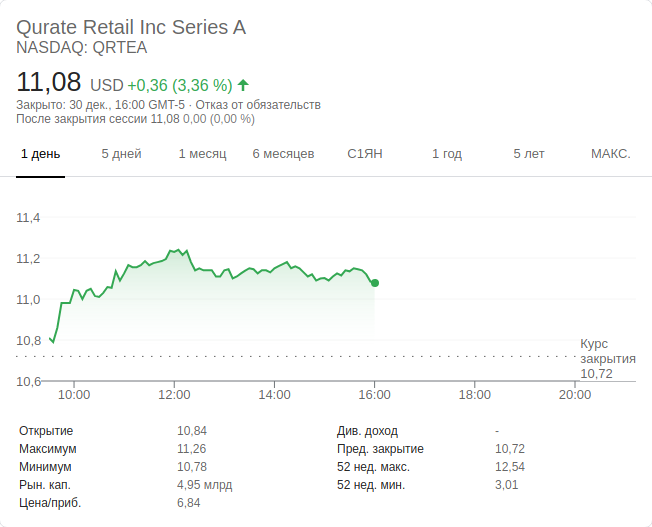 Qurate Retail Inc Series A
NASDAQ: QRTEA
11,08 USD +0,36 (3,36 %)
Закрыто: 30 дек., 16:00 GMT-5 · Отказ от обязательств
После закрытия сессии 11,08 0,00 (0,00 %)
1 день 5 дней 1 месяц 6 месяцев С1ЯН 1 год 5 лет МАКС.
11,4
11,2
11,0
10,8
Курс
закрытия
10,72
10,6
10:00 12:00 14:00 16:00 18:00 20:00
Открытие 10,84 Див. доход -
Максимум 11,26 Пред. закрытие 10,72
Минимум 10,78 52 нед. макс. 12,54
Рын. кап. 4,95 млрд 52 нед. мин. 3,01
Цена/приб. 6,84